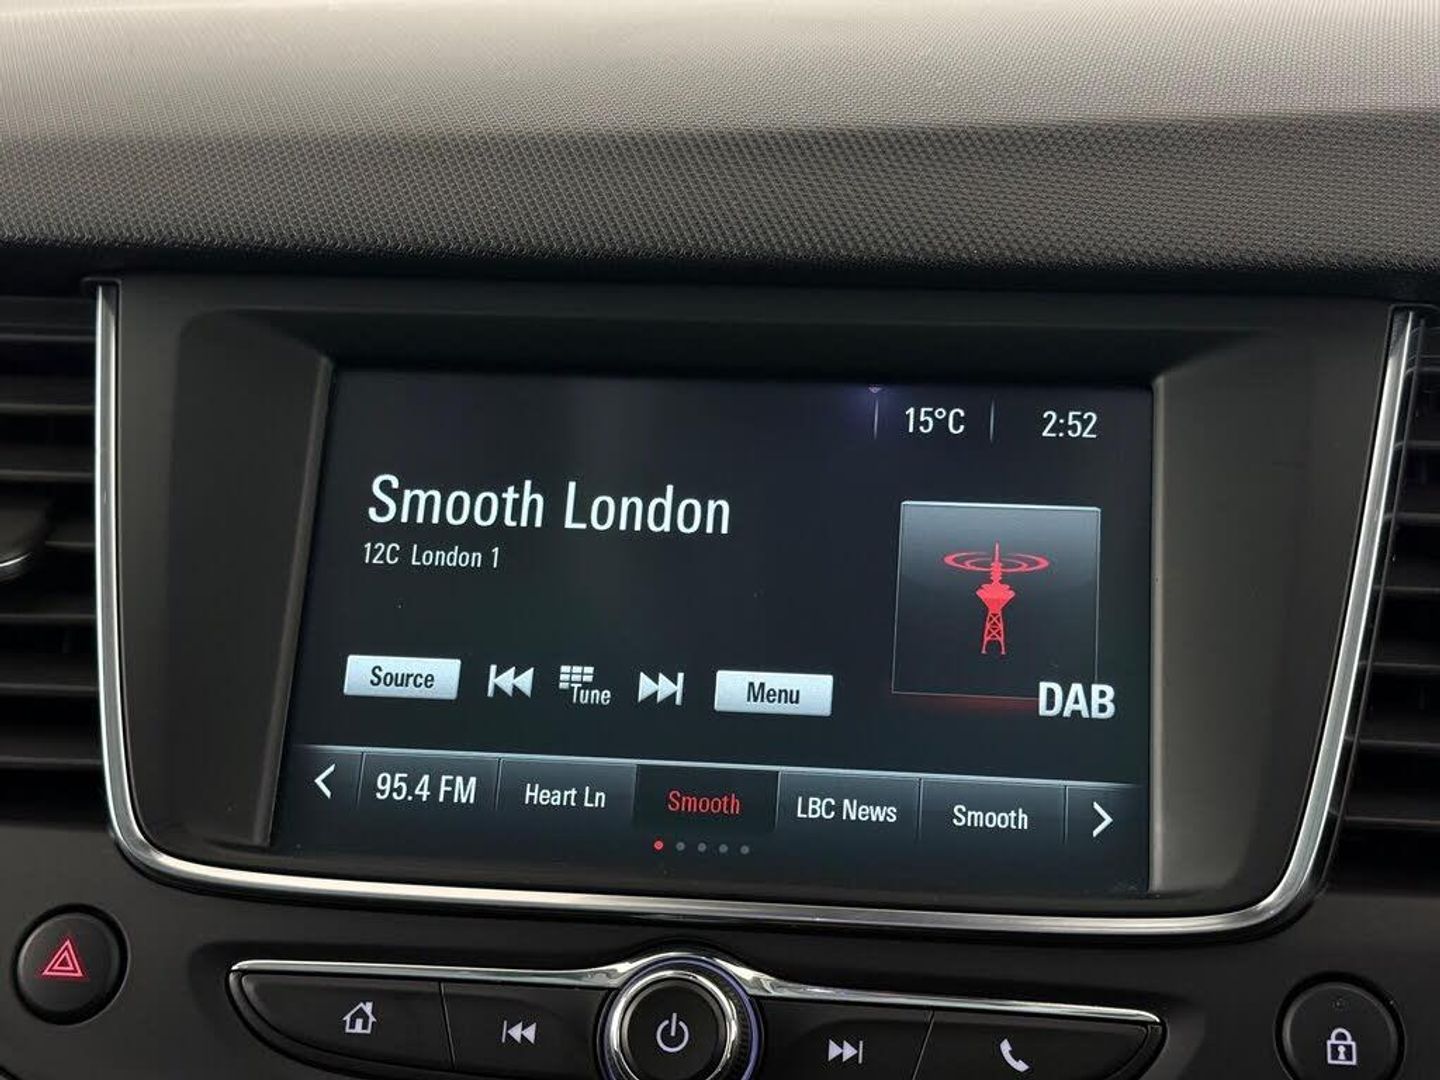 15°C 2:52
Smooth London
12C London 1
Source Tune Menu
DAB
95.4 FM Heart Ln Smooth LBC News Smooth